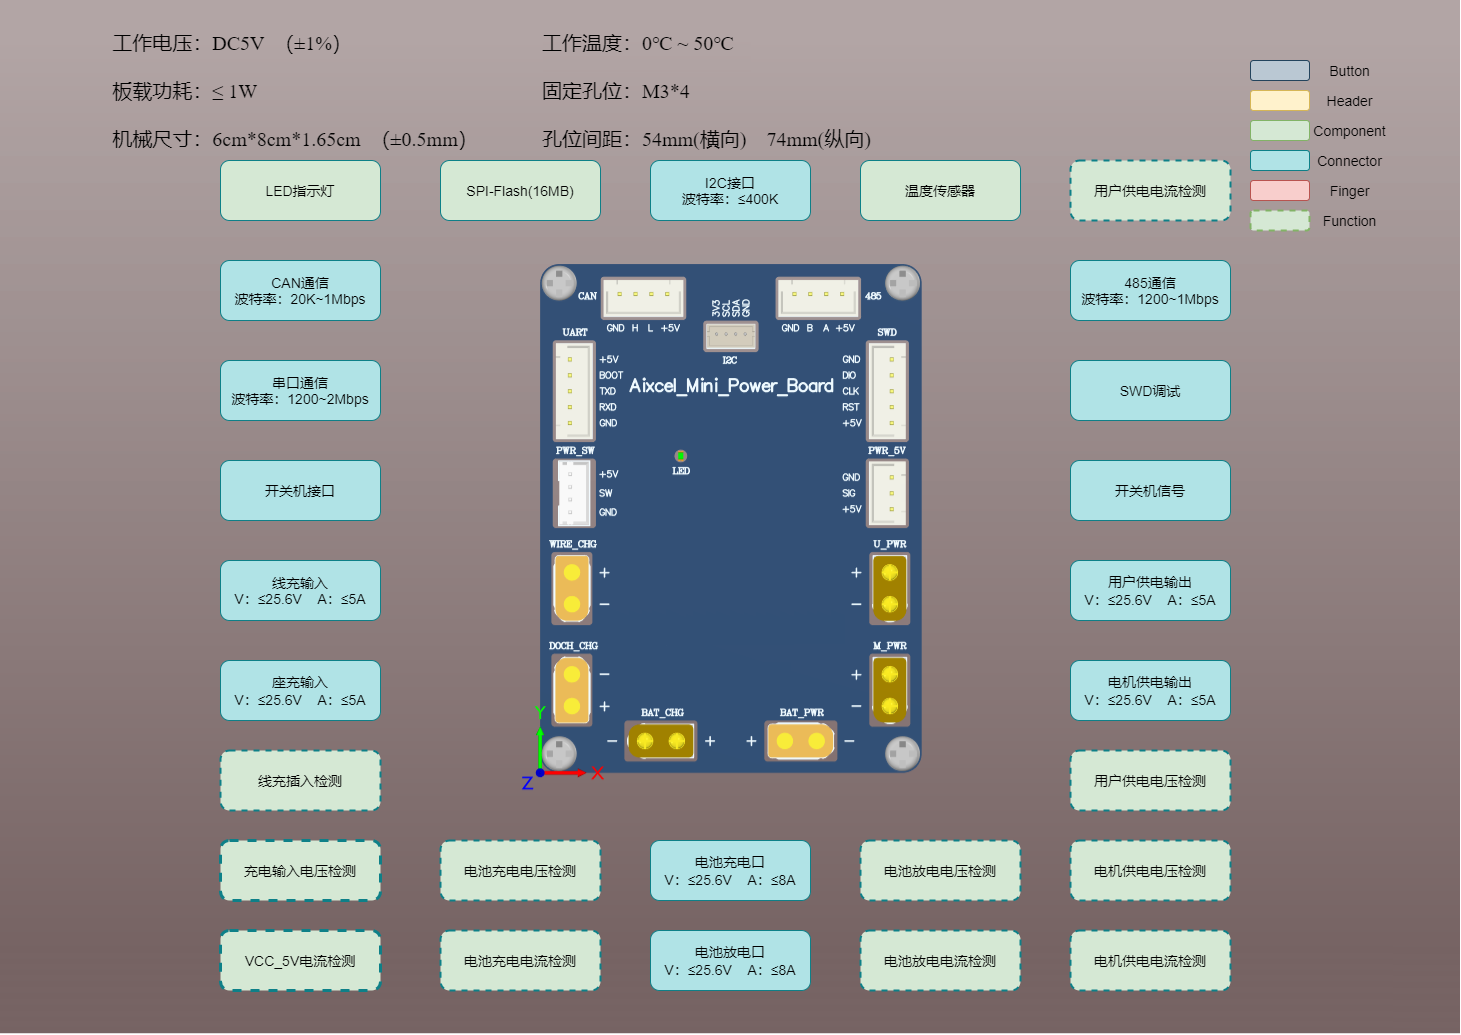 工作电压：DC5V （±1%）
工作温度：0℃ ~ 50℃
板载功耗：≤ 1W
固定孔位：M3*4
机械尺寸：6cm*8cm*1.65cm （±0.5mm）
孔位间距：54mm(横向) 74mm(纵向)
Button
Header
Component
Connector
Finger
Function
LED指示灯
SPI-Flash(16MB)
I2C接口
波特率：≤400K
温度传感器
用户供电电流检测
CAN通信
波特率：20K~1Mbps
485通信
波特率：1200~1Mbps
串口通信
波特率：1200~2Mbps
SWD调试
开关机接口
开关机信号
线充输入
V：≤25.6V A：≤5A
用户供电输出
V：≤25.6V A：≤5A
座充输入
V：≤25.6V A：≤5A
电机供电输出
V：≤25.6V A：≤5A
CAN
GND H L +5V
3V3
SCL
SDA
GND
I2C
485
GND B A +5V
UART
+5V
BOOT
TXD
RXD
GND
SWD
GND
DIO
CLK
RST
+5V
Aixcel_Mini_Power_Board
LED
PWR_SW
+5V
SW
GND
PWR_5V
GND
SIG
+5V
WIRE_CHG
+
−
U_PWR
+
−
DOCH_CHG
−
+
M_PWR
+
−
BAT_CHG
− +
BAT_PWR
+ −
Y
Z
X
线充插入检测
用户供电电压检测
充电输入电压检测
电池充电电压检测
电池充电口
V：≤25.6V A：≤8A
电池放电电压检测
电机供电电压检测
VCC_5V电流检测
电池充电电流检测
电池放电口
V：≤25.6V A：≤8A
电池放电电流检测
电机供电电流检测